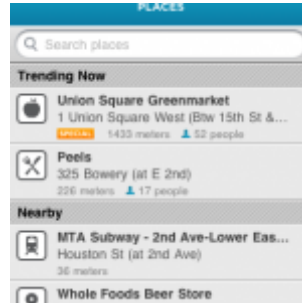 PLACES
Search places
Trending Now
Union Square Greenmarket
1 Union Square West (Btw 15th St &...
SPECIAL 1433 meters 52 people
Peels
325 Bowery (at E 2nd)
226 meters 17 people
Nearby
MTA Subway - 2nd Ave-Lower Eas...
Houston St (at 2nd Ave)
36 meters
Whole Foods Beer Store